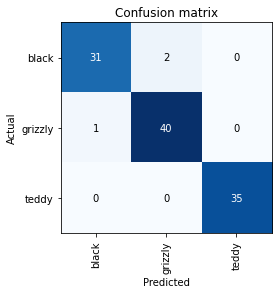 Confusion matrix
Actual
black 31 2 0
grizzly 1 40 0
teddy 0 0 35
black grizzly teddy
Predicted